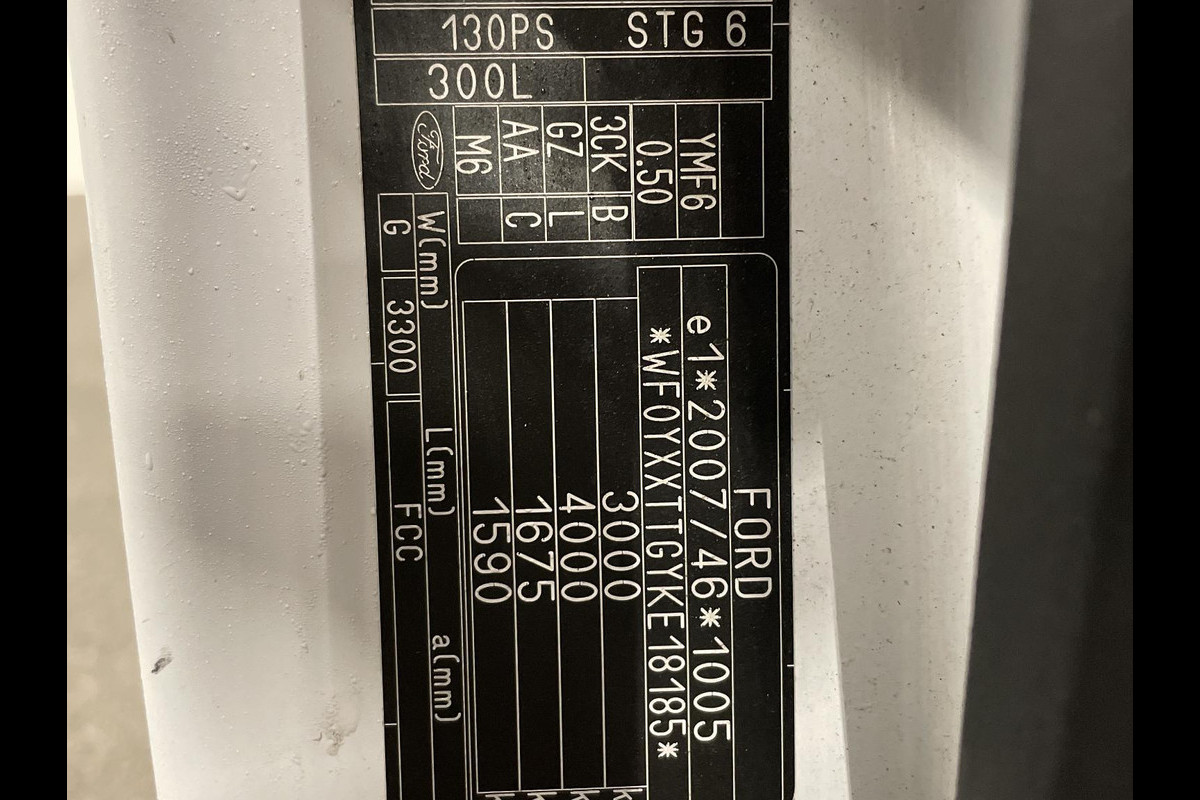 130PS STG 6
300L
YMF6
0.50
3CK B
GZ L
AA C
M6
Ford
W(mm) L(mm) a(mm)
G 3300 FCC
FORD
e1*2007/46*1005
*WF0YXXTTGYKE18185*
3000
4000
1675
1590